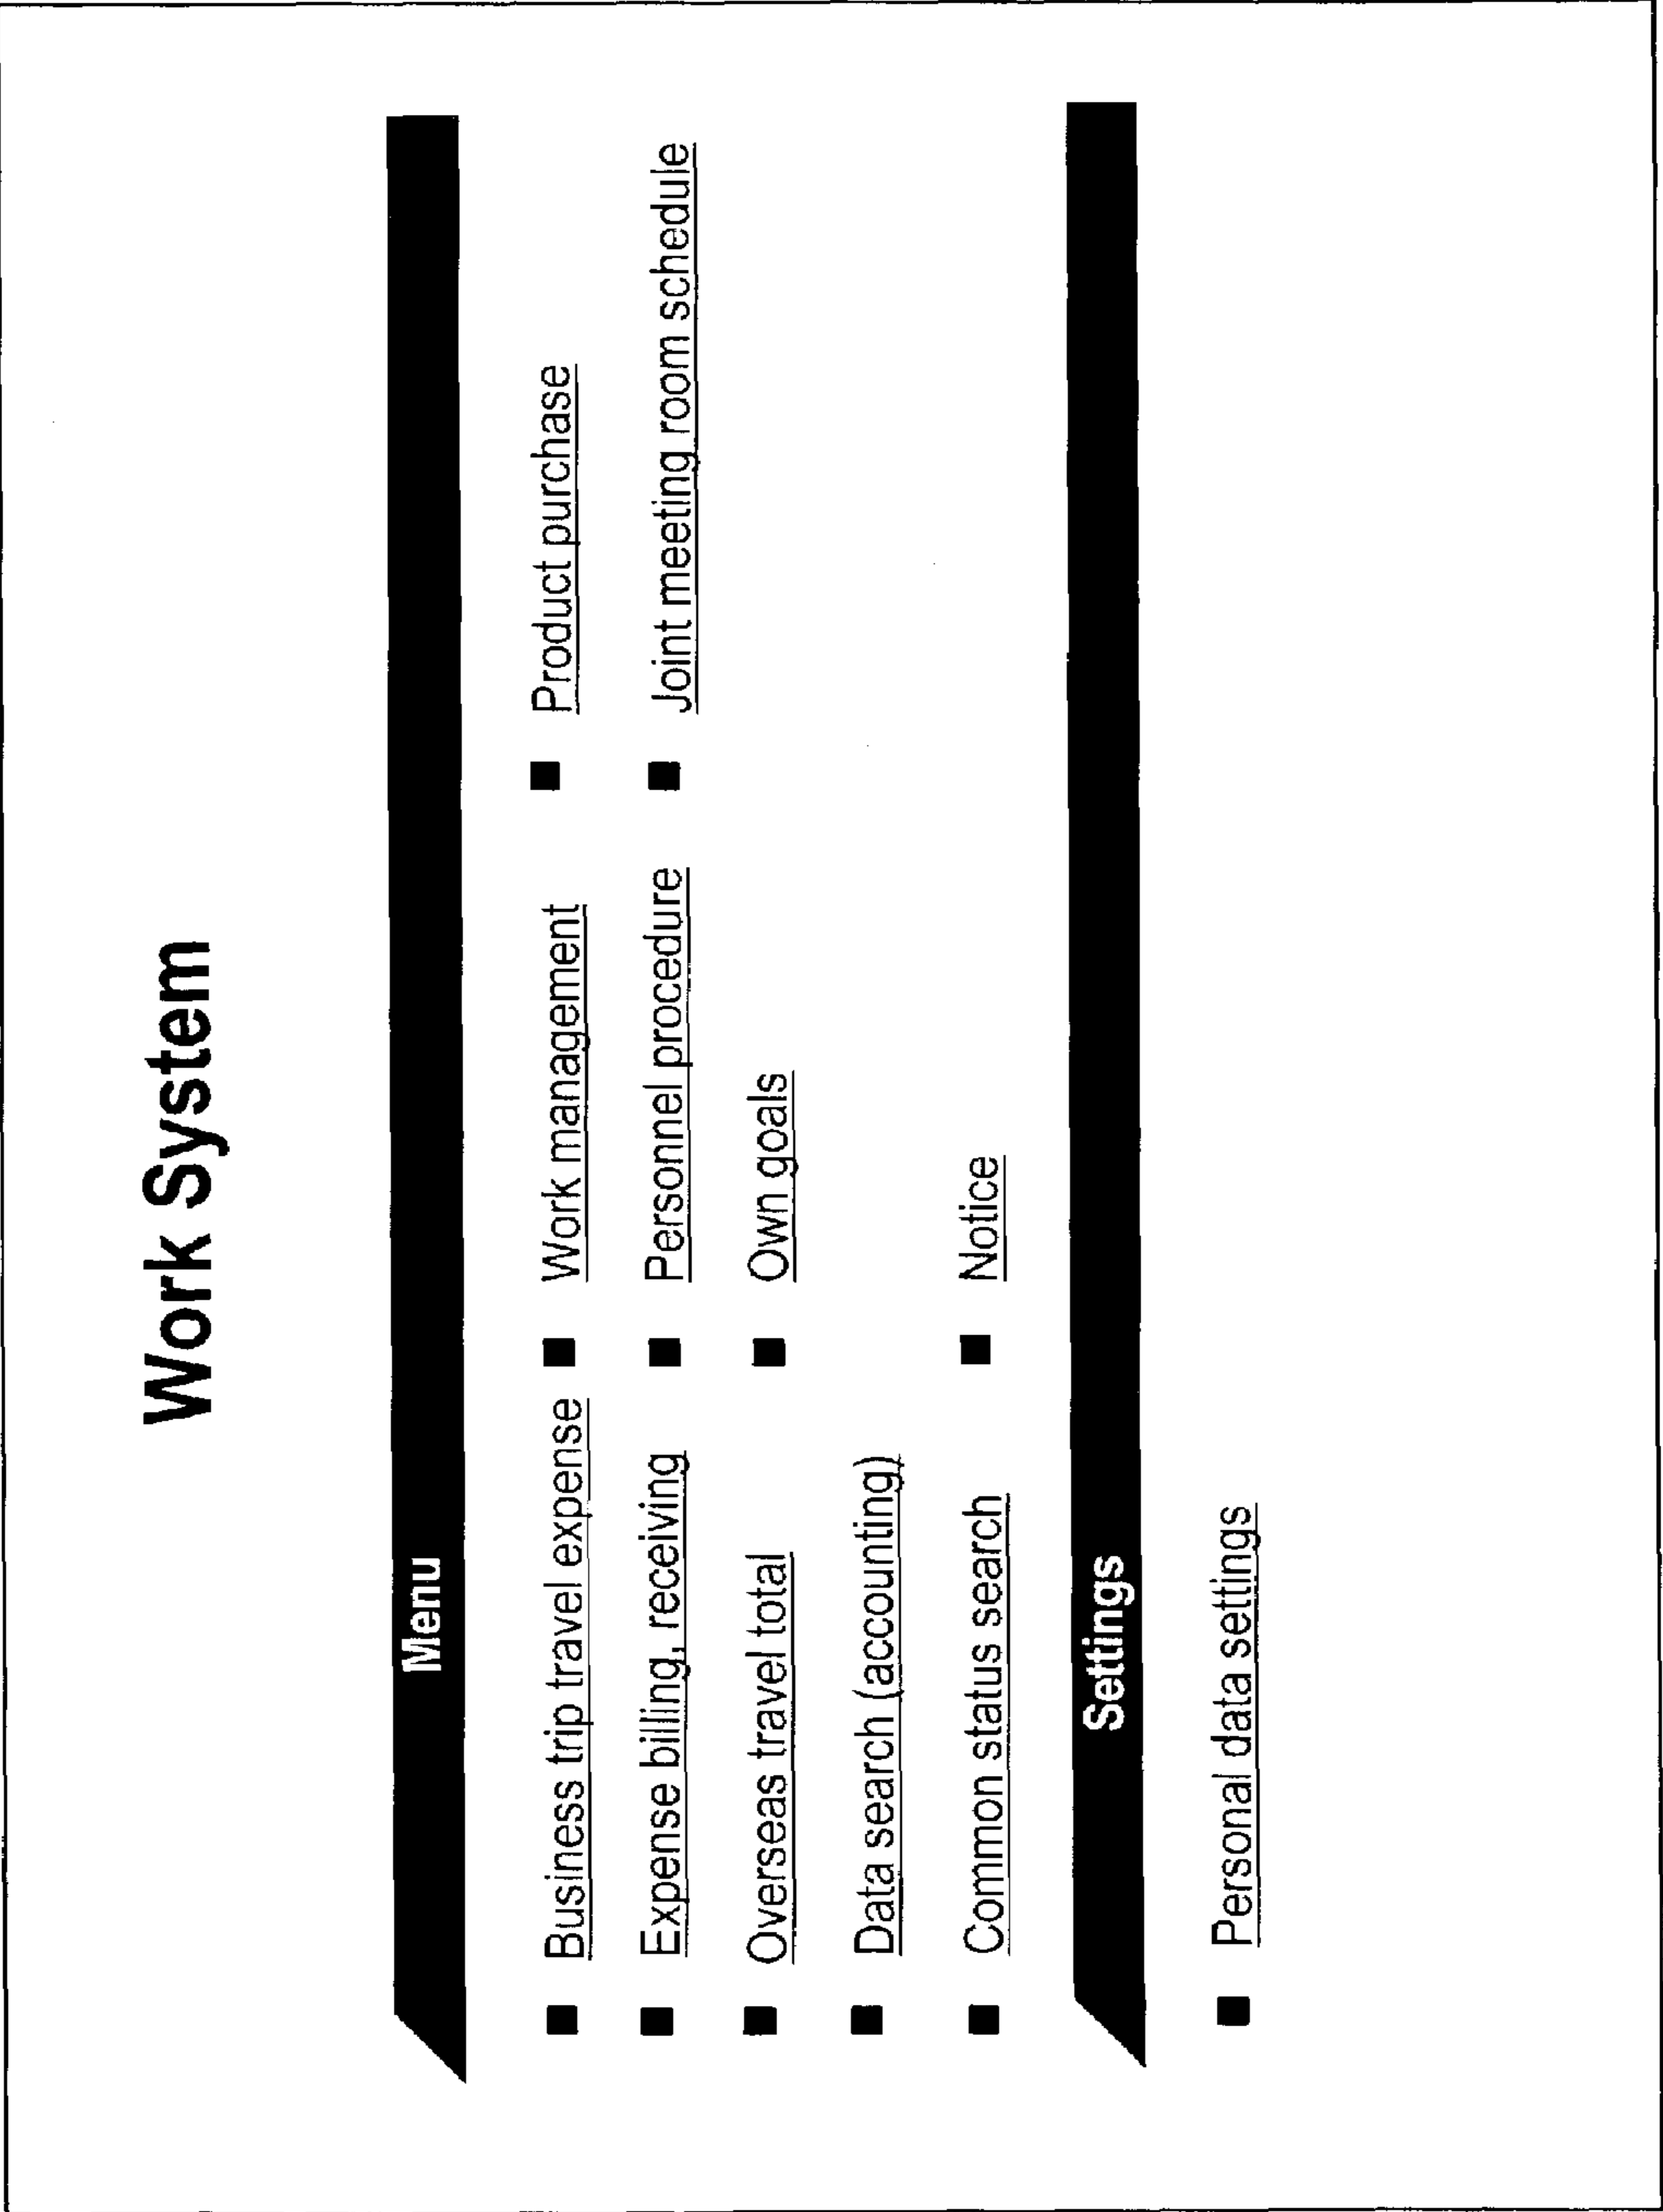 Work System
Menu
Business trip travel expense
Work management
Product purchase
Expense billing, receiving
Personnel procedure
Joint meeting room schedule
Overseas travel total
Own goals
Data search (accounting)
Common status search
Notice
Settings
Personal data settings